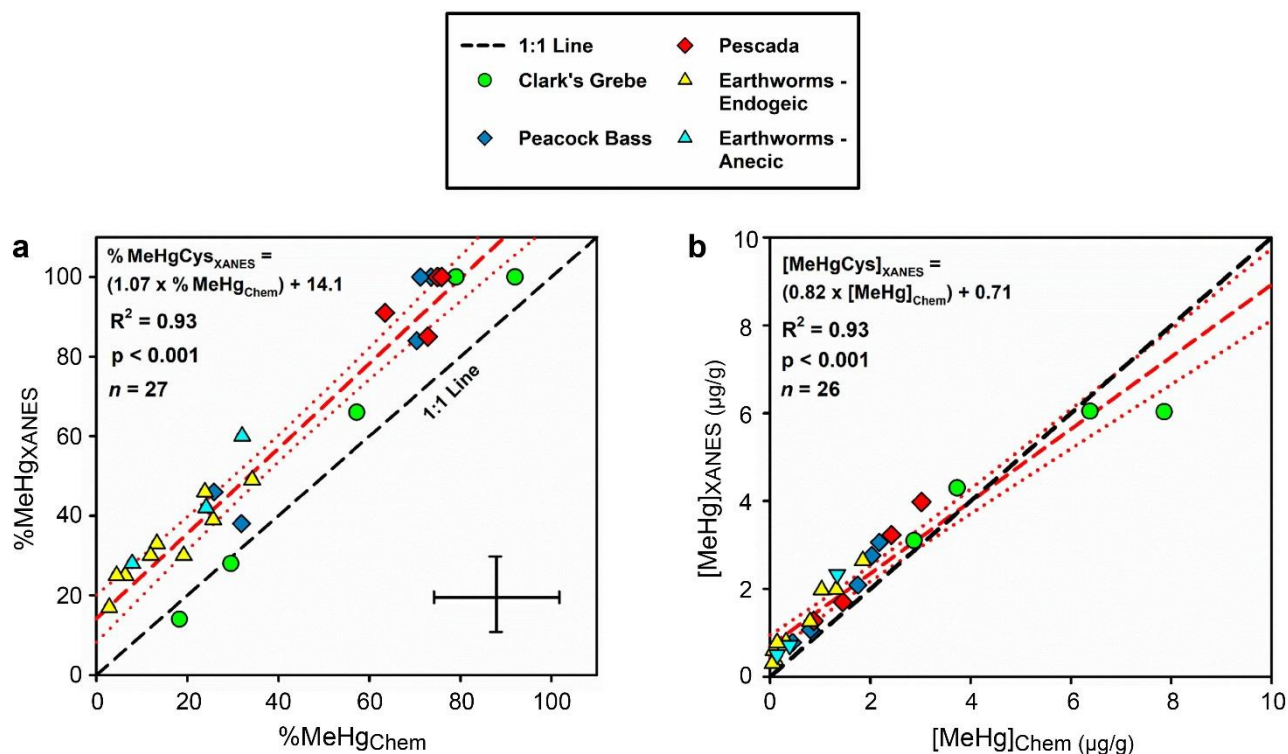 1:1 Line
Pescada
Clark's Grebe
Earthworms -
Endogeic
Peacock Bass
Earthworms -
Anecic
a
% MeHgCysXANES =
(1.07 x % MeHgChem) + 14.1
R2 = 0.93
p < 0.001
n = 27
1:1 Line
%MeHgXANES
100
80
60
40
20
0
0 20 40 60 80 100
%MeHgChem
b
[MeHgCys]XANES =
(0.82 x [MeHg]Chem) + 0.71
R2 = 0.93
p < 0.001
n = 26
[MeHg]XANES (µg/g)
10
8
6
4
2
0
0 2 4 6 8 10
[MeHg]Chem (µg/g)